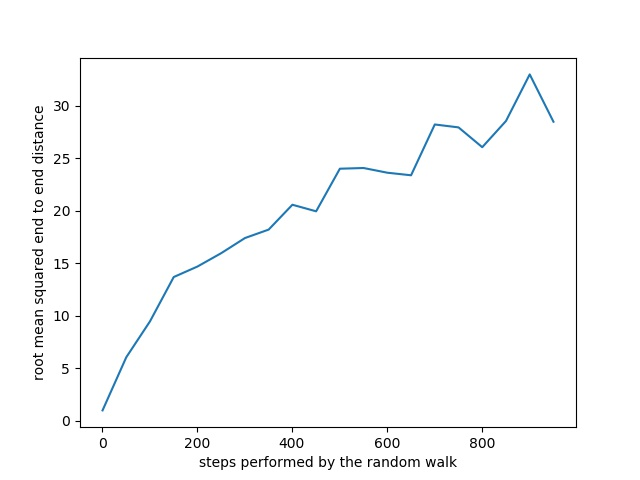 root mean squared end to end distance
30
25
20
15
10
5
0
0 200 400 600 800
steps performed by the random walk